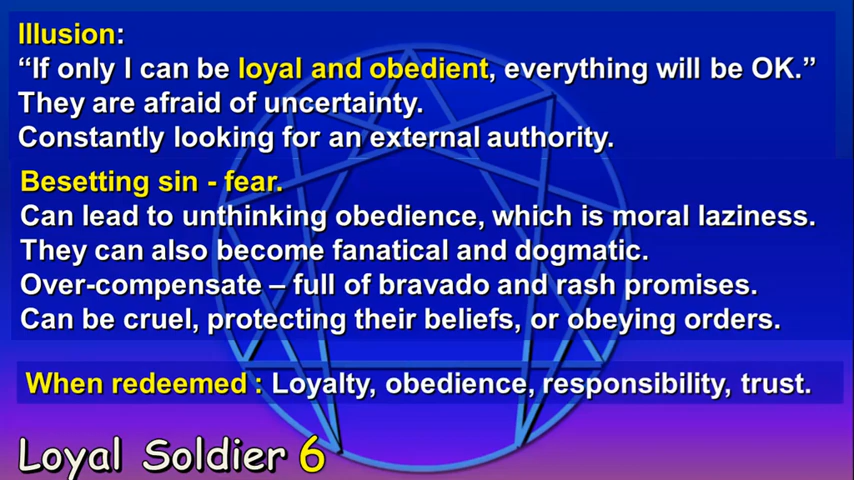 Illusion:
“If only I can be loyal and obedient, everything will be OK.”
They are afraid of uncertainty.
Constantly looking for an external authority.
Besetting sin - fear.
Can lead to unthinking obedience, which is moral laziness.
They can also become fanatical and dogmatic.
Over-compensate – full of bravado and rash promises.
Can be cruel, protecting their beliefs, or obeying orders.
When redeemed : Loyalty, obedience, responsibility, trust.
Loyal Soldier 6